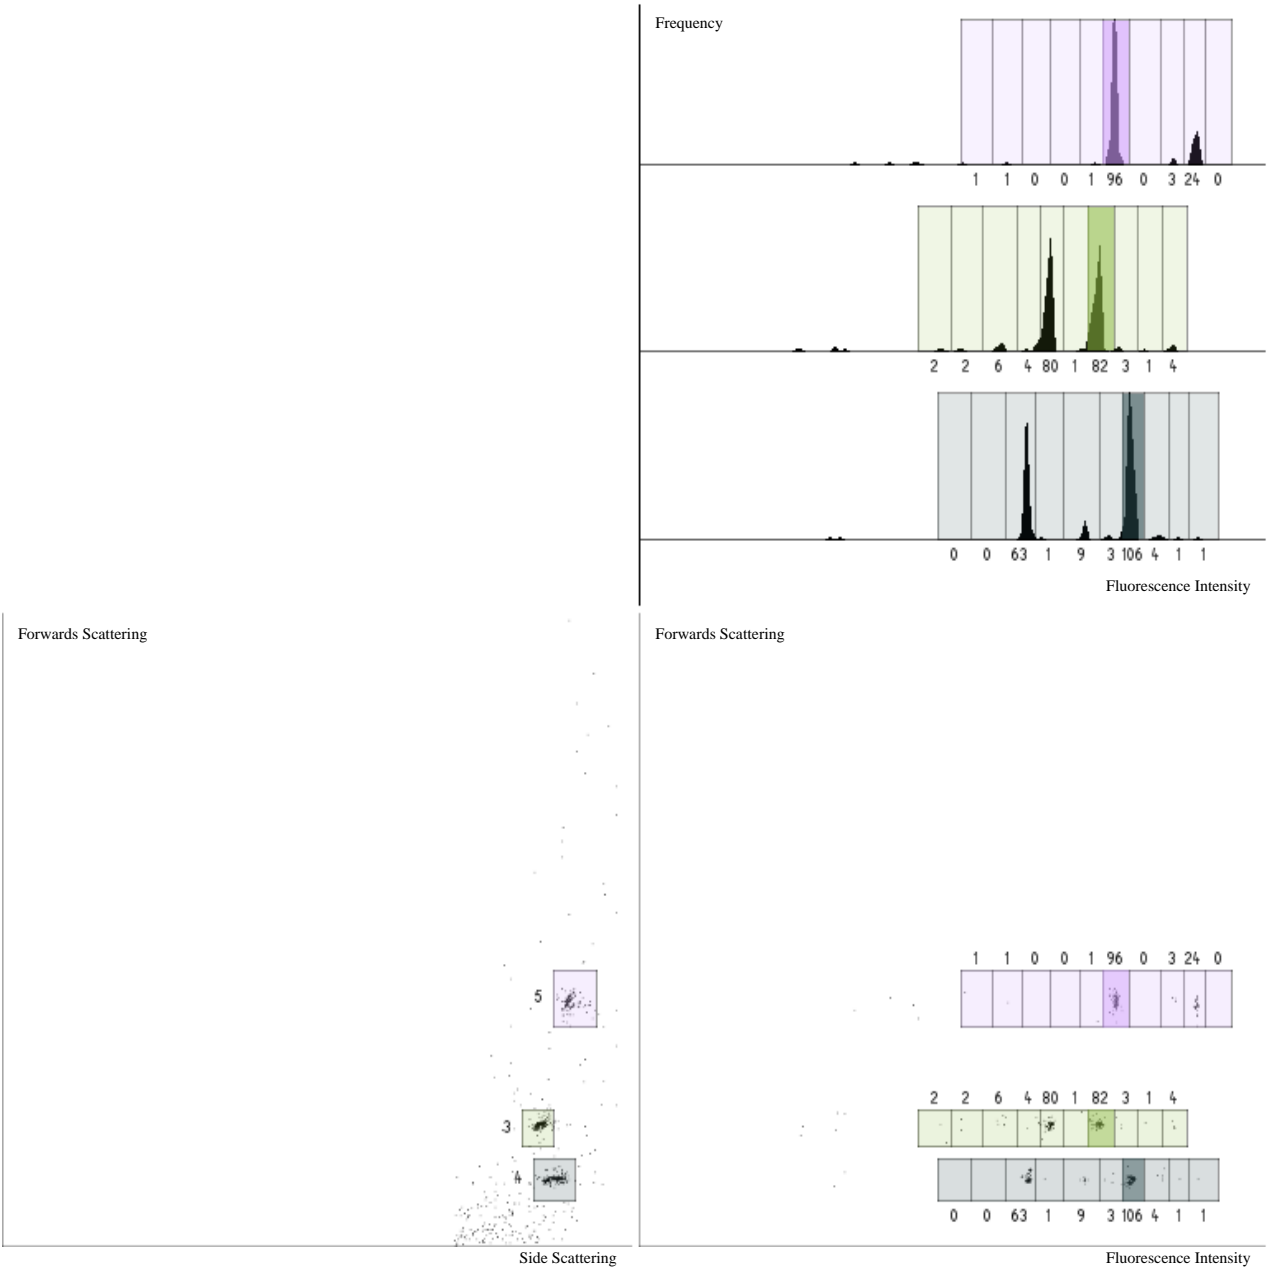 Frequency
1 1 0 0 1 96 0 3 24 0
2 2 6 4 80 1 82 3 1 4
0 0 63 1 9 3 106 4 1 1
Fluorescence Intensity
Forwards Scattering
5
3
4
Side Scattering
Forwards Scattering
1 1 0 0 1 96 0 3 24 0
2 2 6 4 80 1 82 3 1 4
0 0 63 1 9 3 106 4 1 1
Fluorescence Intensity